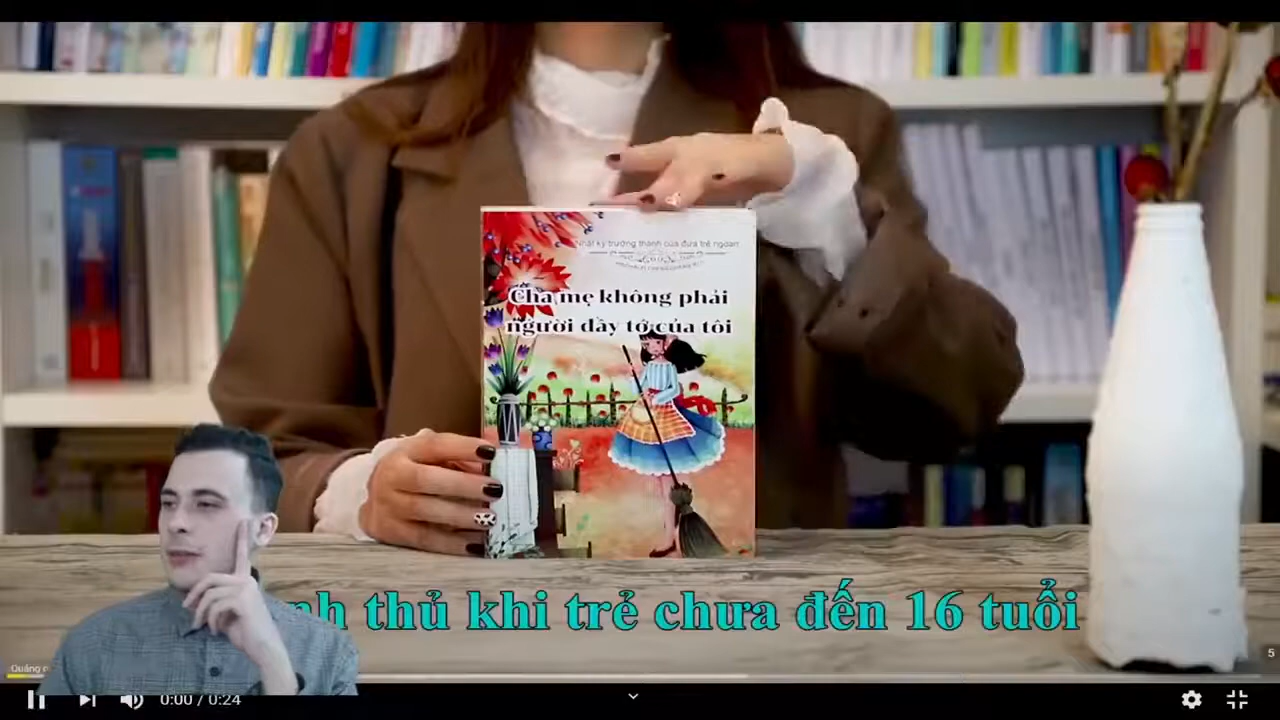 Nhật ký trưởng thành của đứa trẻ ngoan
Cha mẹ không phải
người đầy tớ của tôi
nh thủ khi trẻ chưa đến 16 tuổi
5
0:00 / 0:24